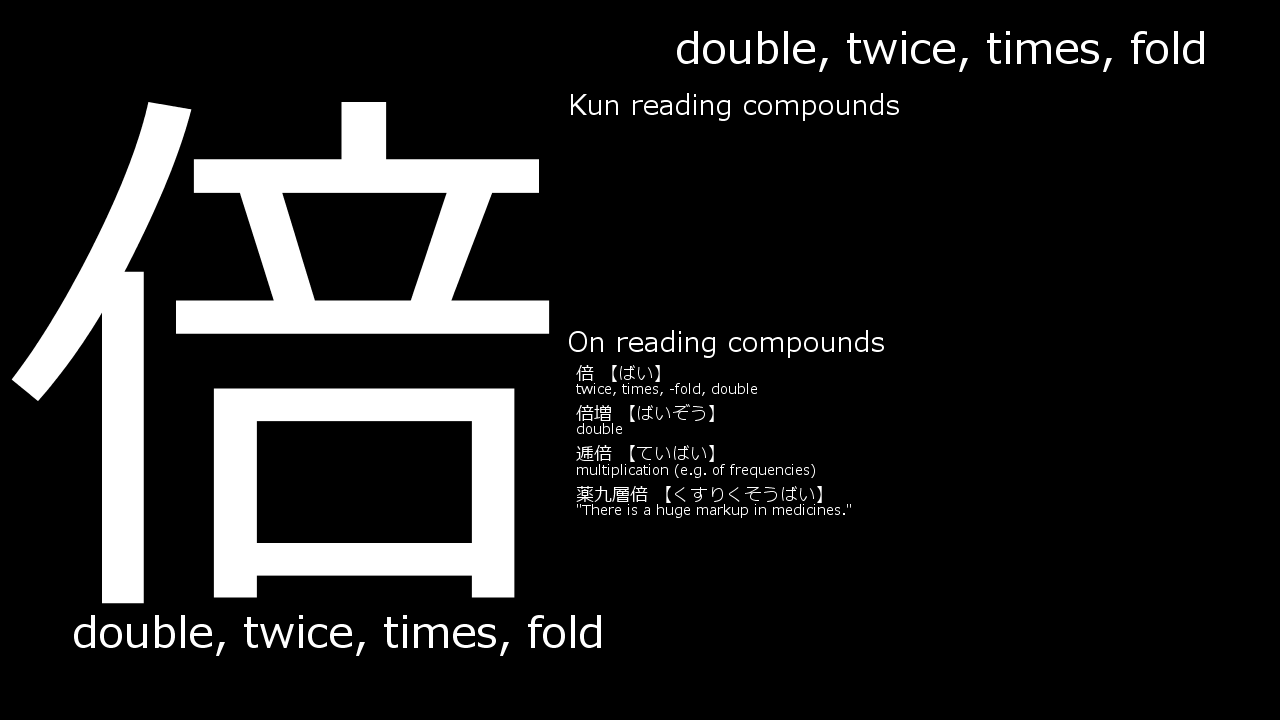 double, twice, times, fold
倍
Kun reading compounds
On reading compounds
倍 【ばい】
twice, times, -fold, double
倍増 【ばいぞう】
double
逓倍 【ていばい】
multiplication (e.g. of frequencies)
薬九層倍 【くすりくそうばい】
"There is a huge markup in medicines."
double, twice, times, fold